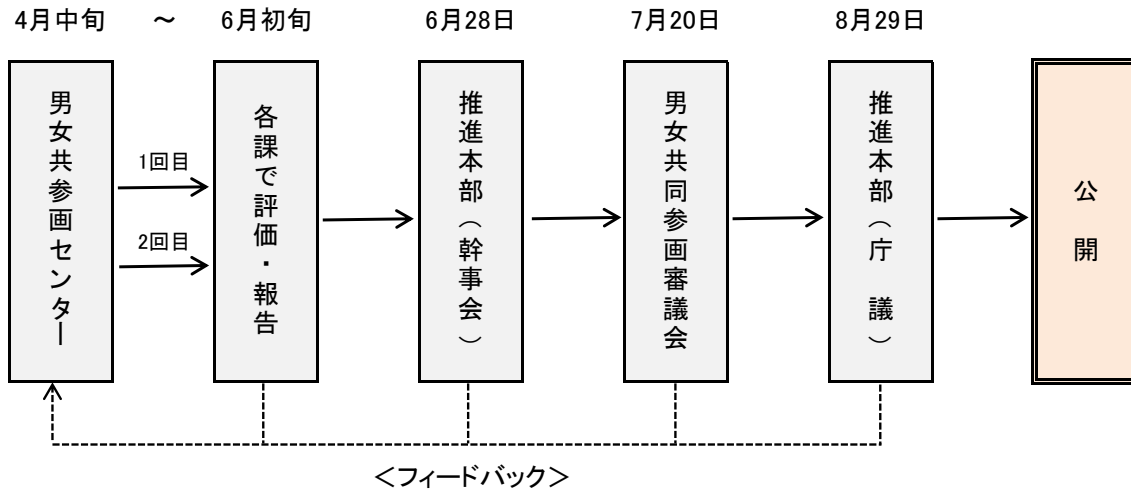 4月中旬 ～ 6月初旬 6月28日 7月20日 8月29日
男女共参画センター
1回目
2回目
各課で評価・報告
推進本部（幹事会）
男女共同参画審議会
推進本部（庁 議）
公 開
＜フィードバック＞